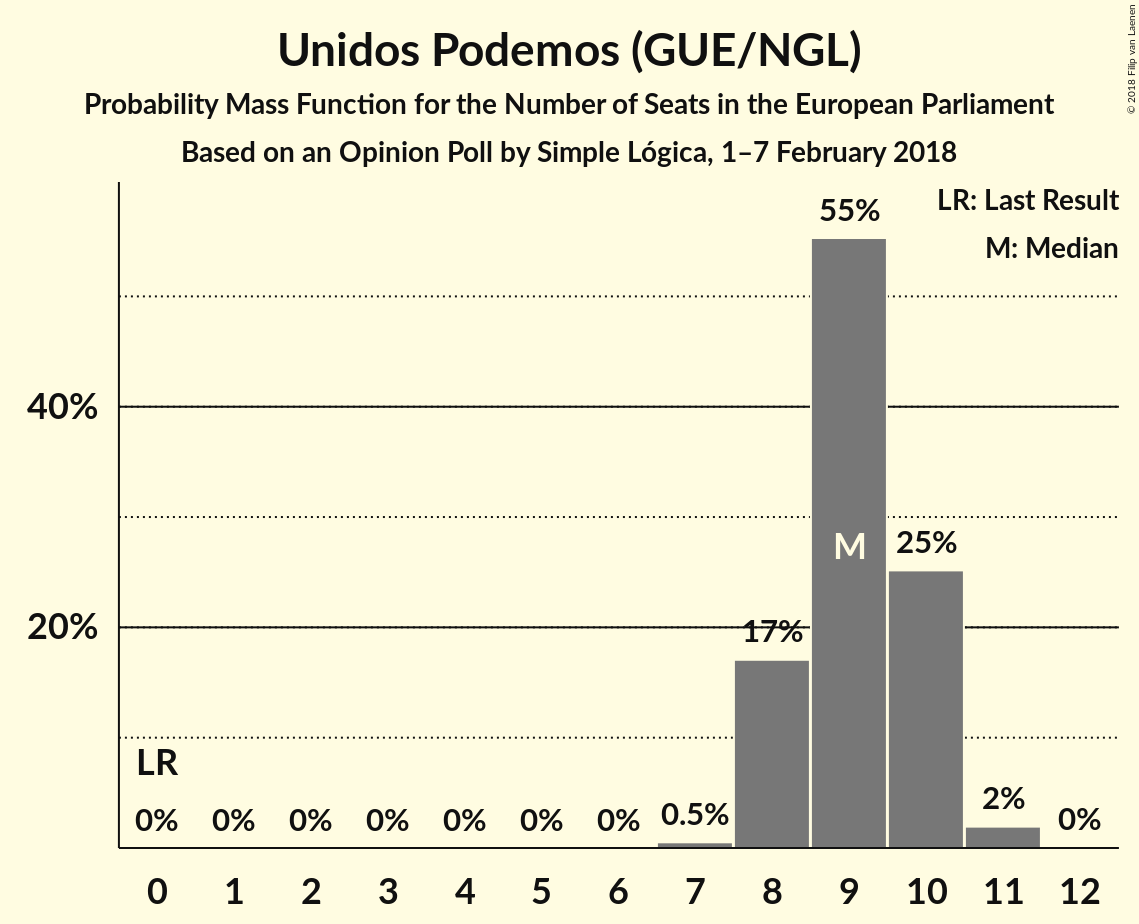 Unidos Podemos (GUE/NGL)
Probability Mass Function for the Number of Seats in the European Parliament
Based on an Opinion Poll by Simple Lógica, 1–7 February 2018
© 2018 Filip van Laenen
LR: Last Result
M: Median
55%
40%
M
25%
20%
17%
LR
0% 0% 0% 0% 0% 0% 0% 0.5% 2% 0%
0 1 2 3 4 5 6 7 8 9 10 11 12